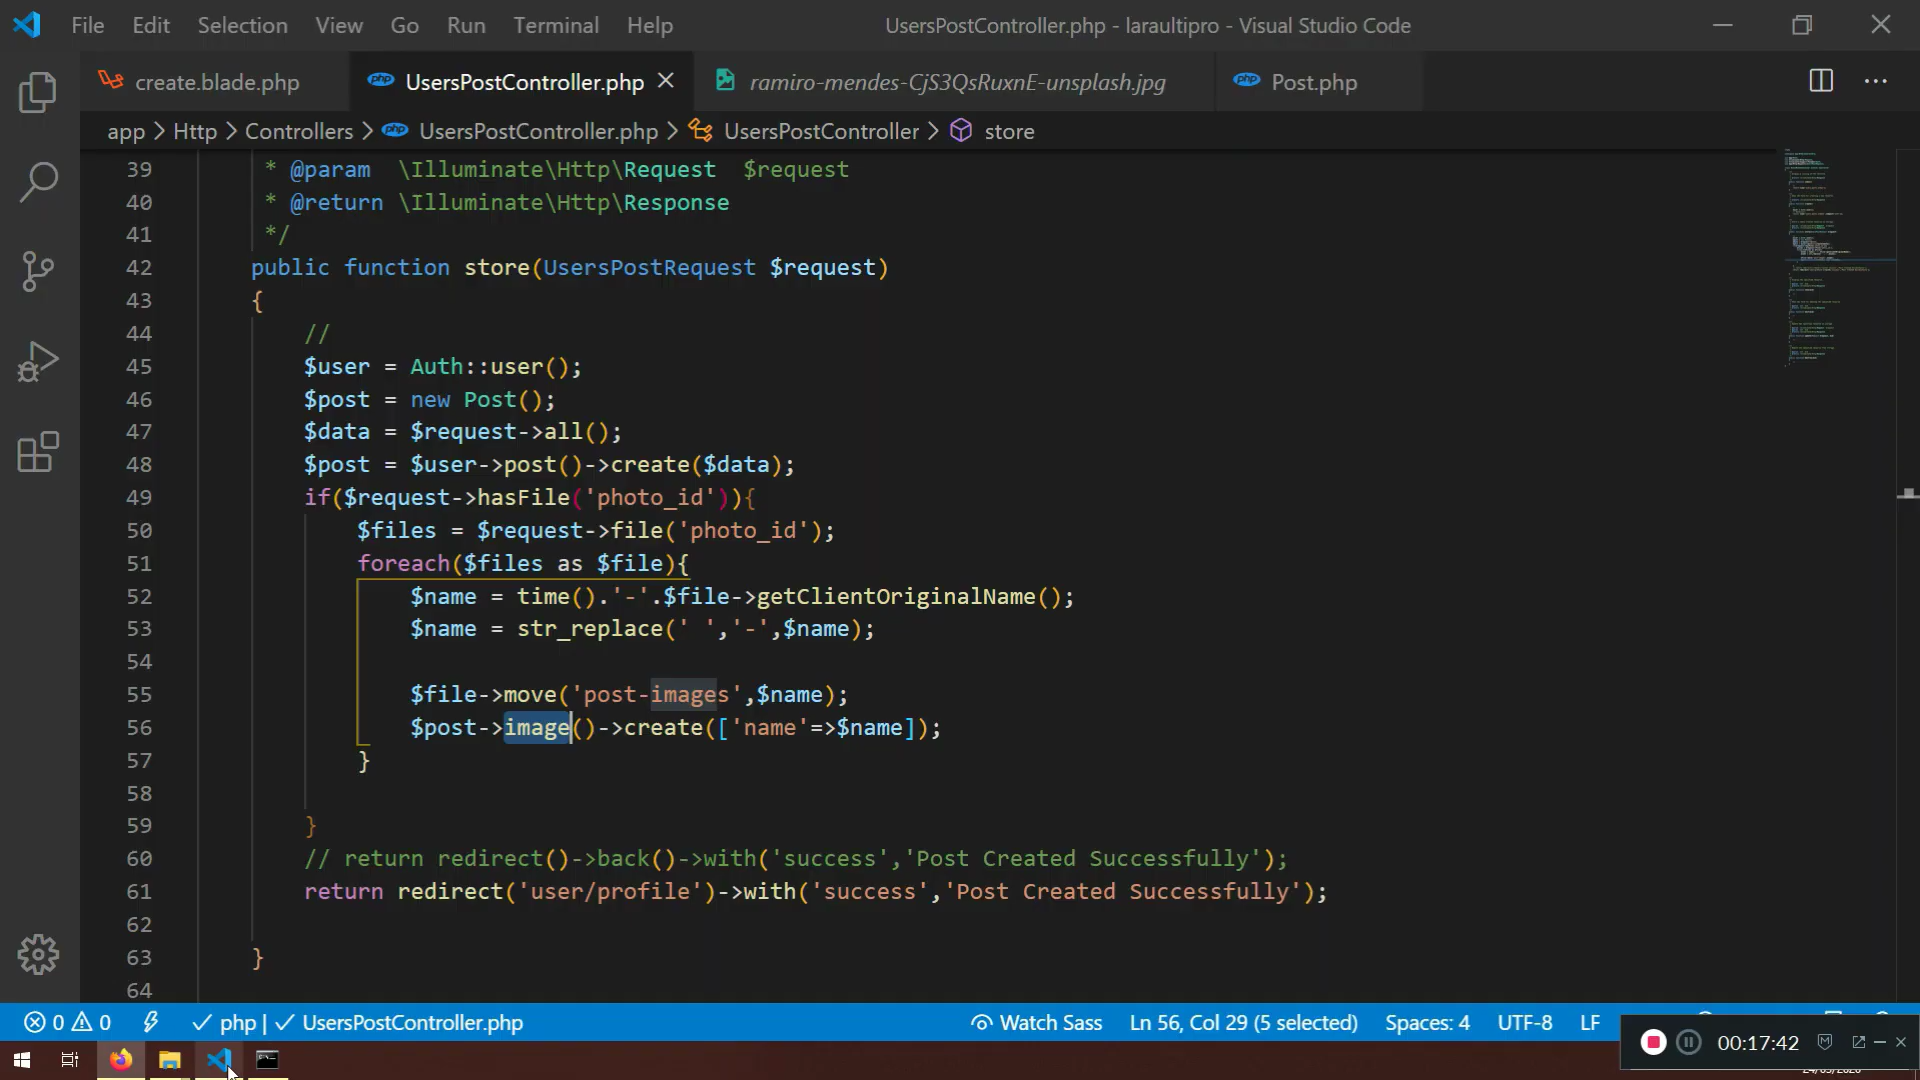 File Edit Selection View Go Run Terminal Help UsersPostController.php - laraultipro - Visual Studio Code
create.blade.php UsersPostController.php ramiro-mendes-CjS3QsRuxnE-unsplash.jpg Post.php
app > Http > Controllers > UsersPostController.php > UsersPostController > store
39 * @param \Illuminate\Http\Request $request
40 * @return \Illuminate\Http\Response
41 */
42 public function store(UsersPostRequest $request)
43 {
44 //
45 $user = Auth::user();
46 $post = new Post();
47 $data = $request->all();
48 $post = $user->post()->create($data);
49 if($request->hasFile('photo_id')){
50 $files = $request->file('photo_id');
51 foreach($files as $file){
52 $name = time().'-'.$file->getClientOriginalName();
53 $name = str_replace(' ','-',$name);
54
55 $file->move('post-images',$name);
56 $post->image()->create(['name'=>$name]);
57 }
58
59 }
60 // return redirect()->back()->with('success','Post Created Successfully');
61 return redirect('user/profile')->with('success','Post Created Successfully');
62
63 }
64
0 0 php | UsersPostController.php Watch Sass Ln 56, Col 29 (5 selected) Spaces: 4 UTF-8 LF
00:17:42